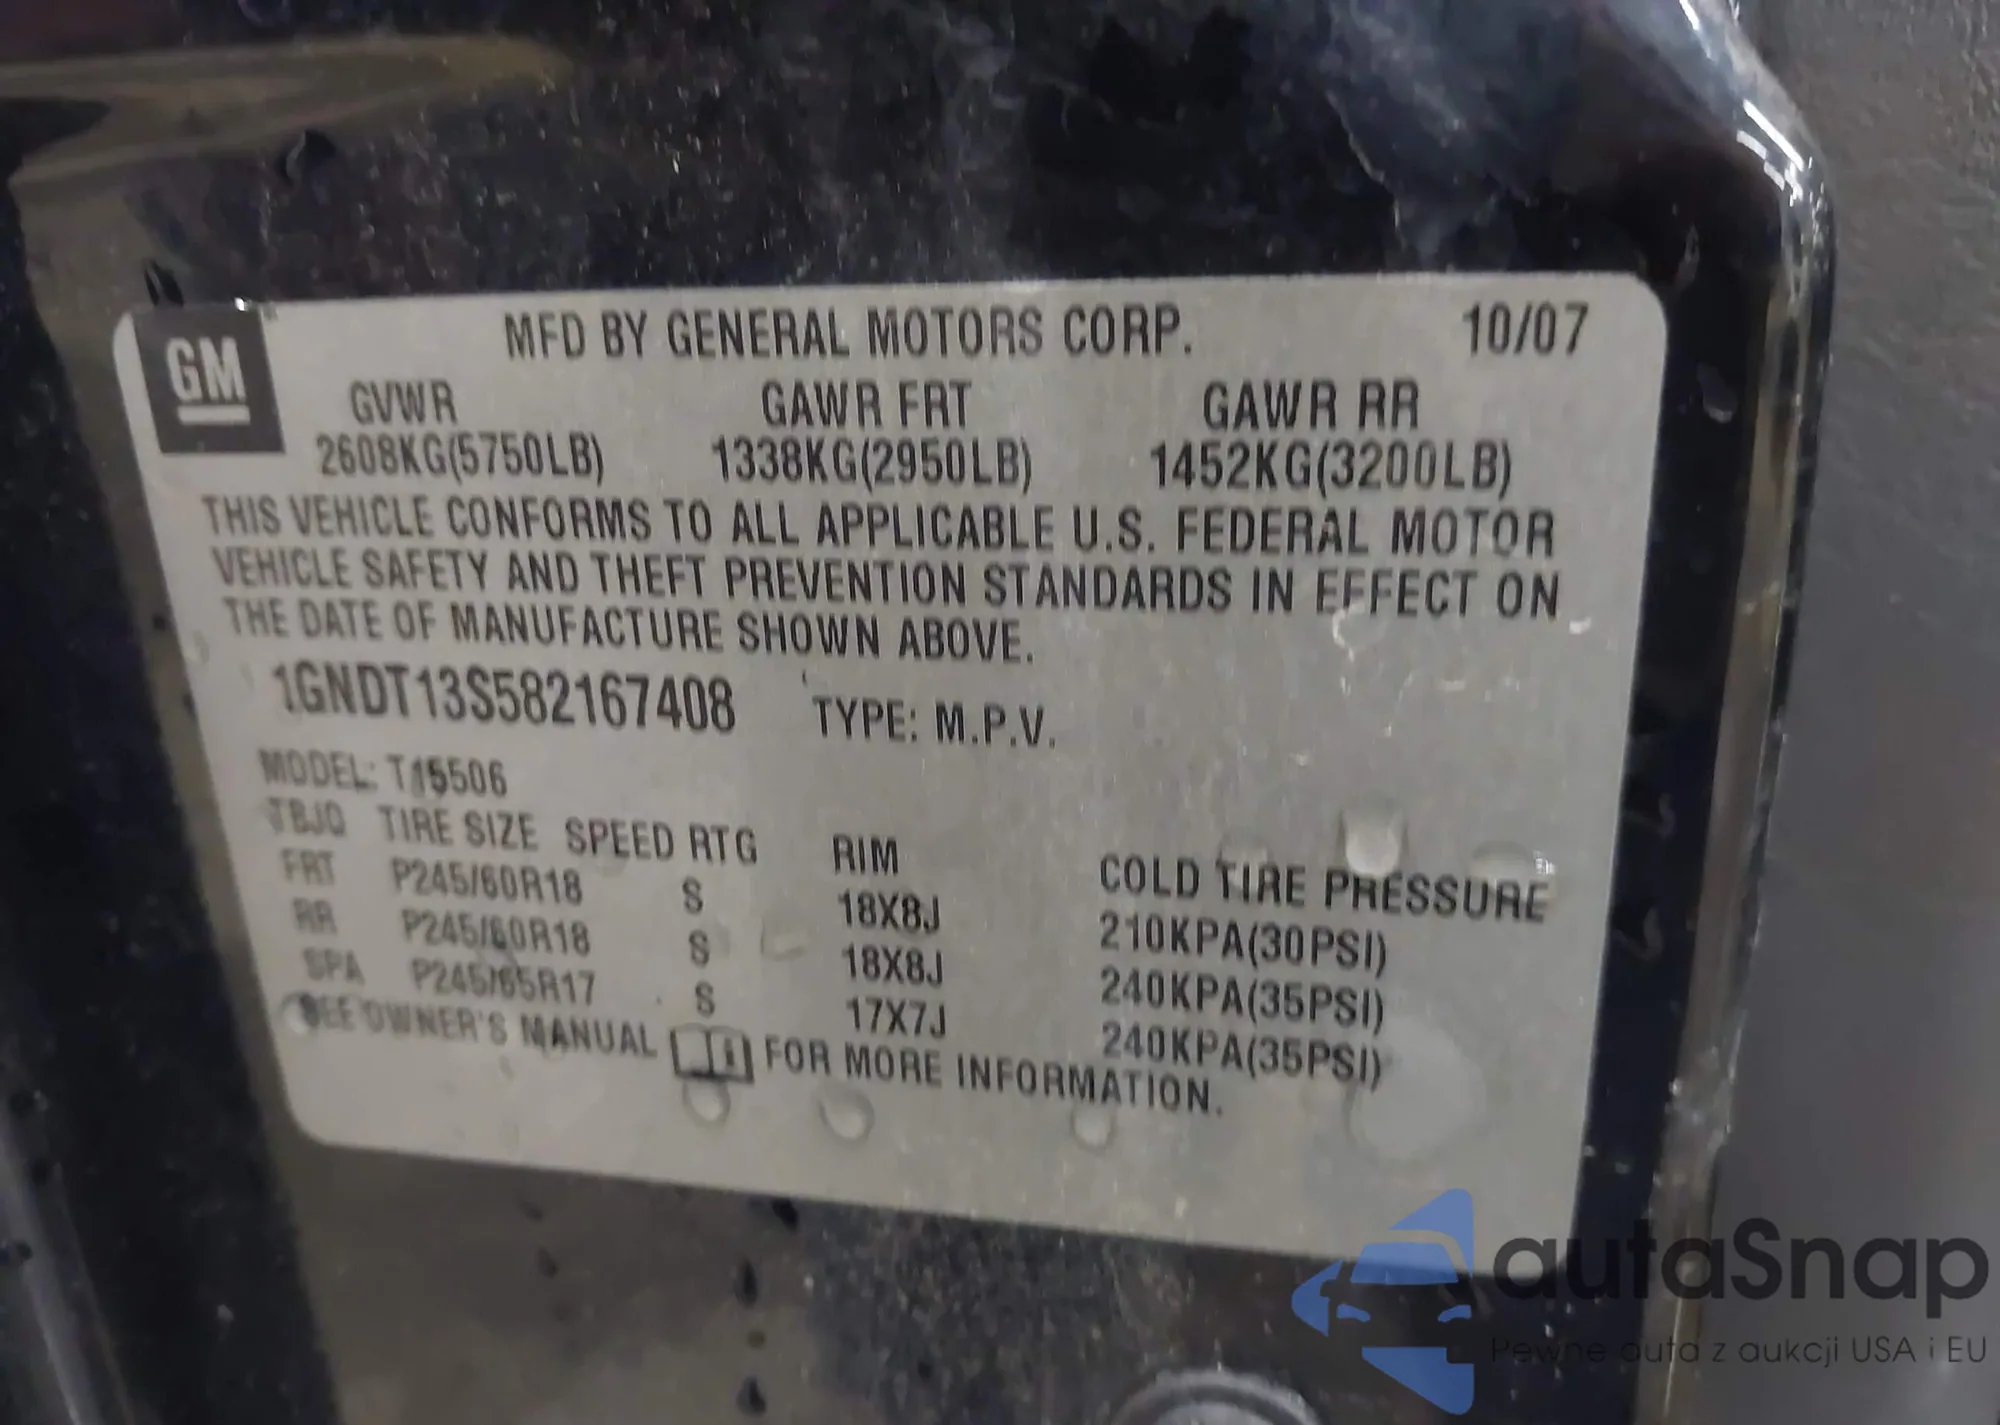 GM
MFD BY GENERAL MOTORS CORP. 10/07
GVWR GAWR FRT GAWR RR
2608KG(5750LB) 1338KG(2950LB) 1452KG(3200LB)
THIS VEHICLE CONFORMS TO ALL APPLICABLE U.S. FEDERAL MOTOR
VEHICLE SAFETY AND THEFT PREVENTION STANDARDS IN EFFECT ON
THE DATE OF MANUFACTURE SHOWN ABOVE.
1GNDT13S582167408 TYPE: M.P.V.
MODEL: T15506
TBJO TIRE SIZE SPEED RTG RIM COLD TIRE PRESSURE
FRT P245/60R18 S 18X8J 210KPA(30PSI)
RR P245/60R18 S 18X8J 240KPA(35PSI)
SPA P245/65R17 S 17X7J 240KPA(35PSI)
SEE OWNER'S MANUAL FOR MORE INFORMATION.
autaSnap
Pewne auta z aukcji USA i EU